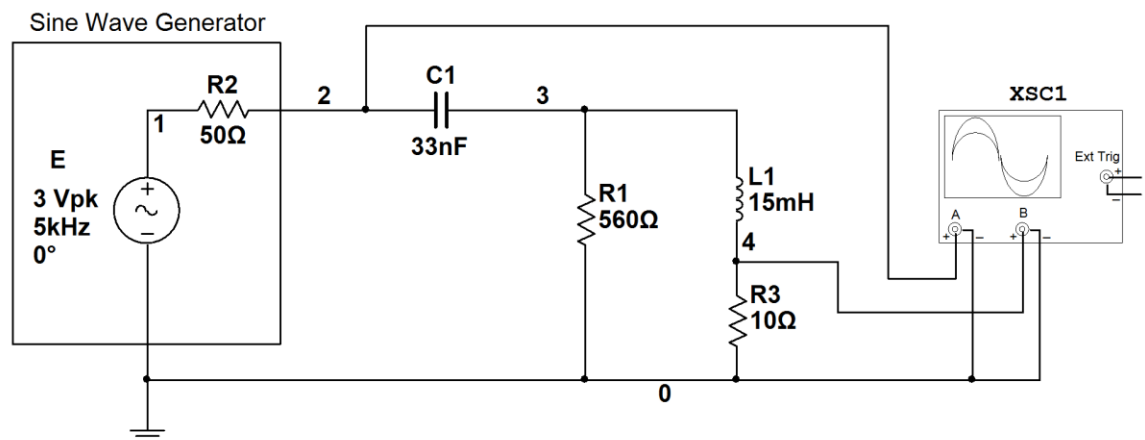 Sine Wave Generator
R2
50Ω
1
2
C1
33nF
3
E
3 Vpk
5kHz
0°
+
−
R1
560Ω
L1
15mH
4
R3
10Ω
0
XSC1
Ext Trig
+
−
A
B
+
−
+
−